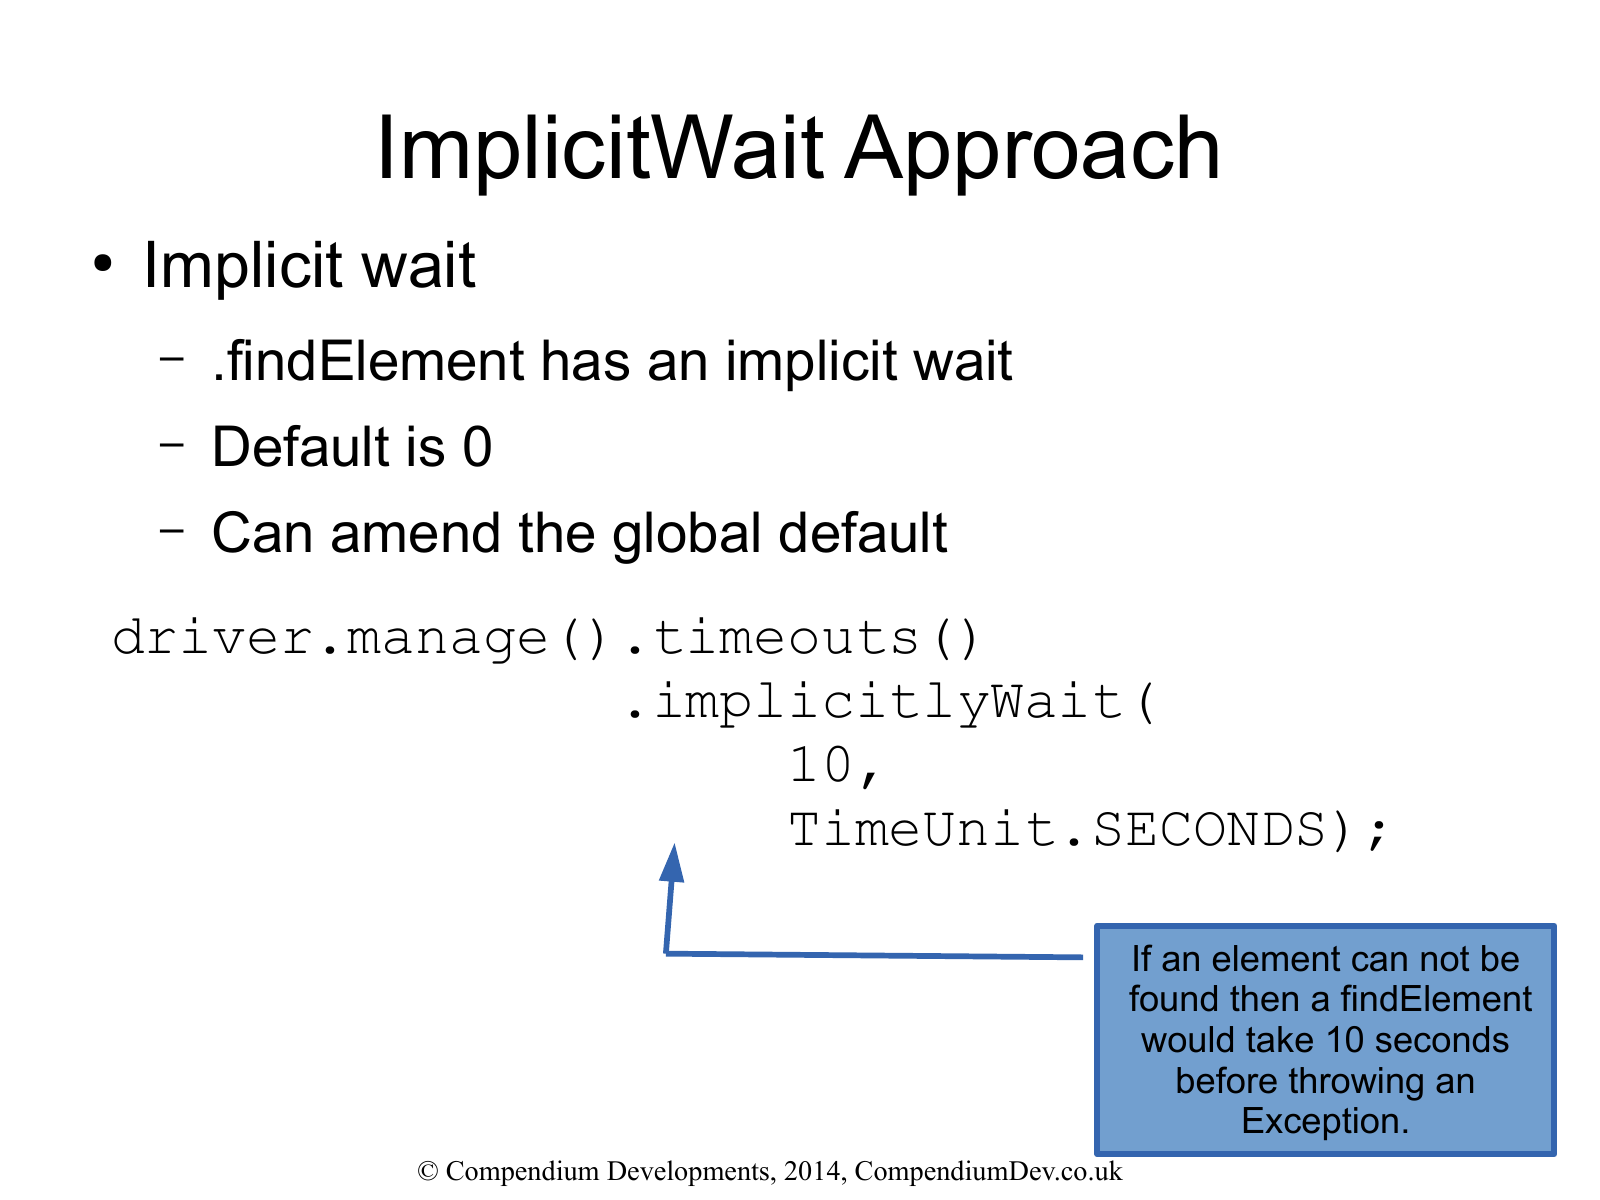 ImplicitWait Approach
● Implicit wait
– .findElement has an implicit wait
– Default is 0
– Can amend the global default
driver.manage().timeouts()
.implicitlyWait(
10,
TimeUnit.SECONDS);
If an element can not be
found then a findElement
would take 10 seconds
before throwing an
Exception.
© Compendium Developments, 2014, CompendiumDev.co.uk